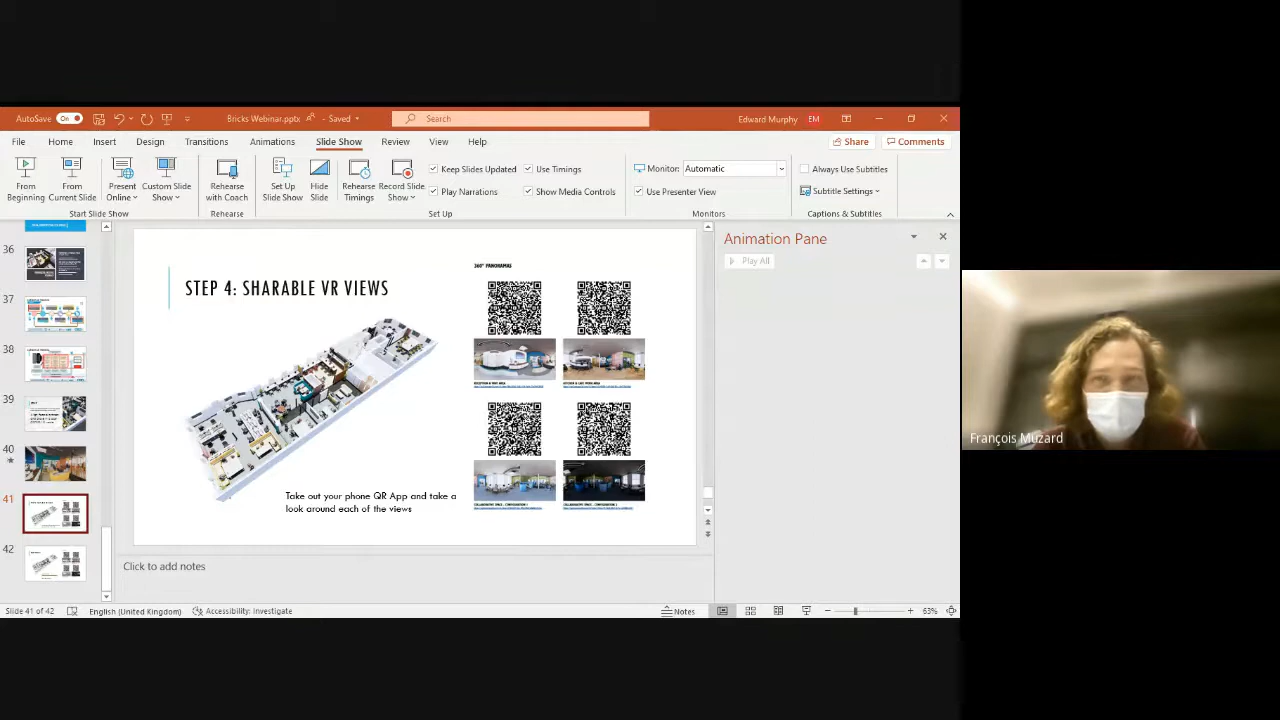 AutoSave On
Bricks Webinar.pptx - Saved
Search
Edward Murphy EM
File Home Insert Design Transitions Animations Slide Show Review View Help
Share Comments
From Beginning
From Current Slide
Present Online
Custom Slide Show
Rehearse with Coach
Set Up Slide Show
Hide Slide
Rehearse Timings
Record Slide Show
Keep Slides Updated
Use Timings
Play Narrations
Show Media Controls
Monitor: Automatic
Use Presenter View
Always Use Subtitles
Subtitle Settings
Start Slide Show
Rehearse
Set Up
Monitors
Captions & Subtitles
36
37
38
39
40
41
42
STEP 4: SHARABLE VR VIEWS
360° PANORAMAS
Take out your phone QR App and take a
look around each of the views
Animation Pane
Play All
Click to add notes
Slide 41 of 42
English (United Kingdom)
Accessibility: Investigate
Notes
63%
François Muzard